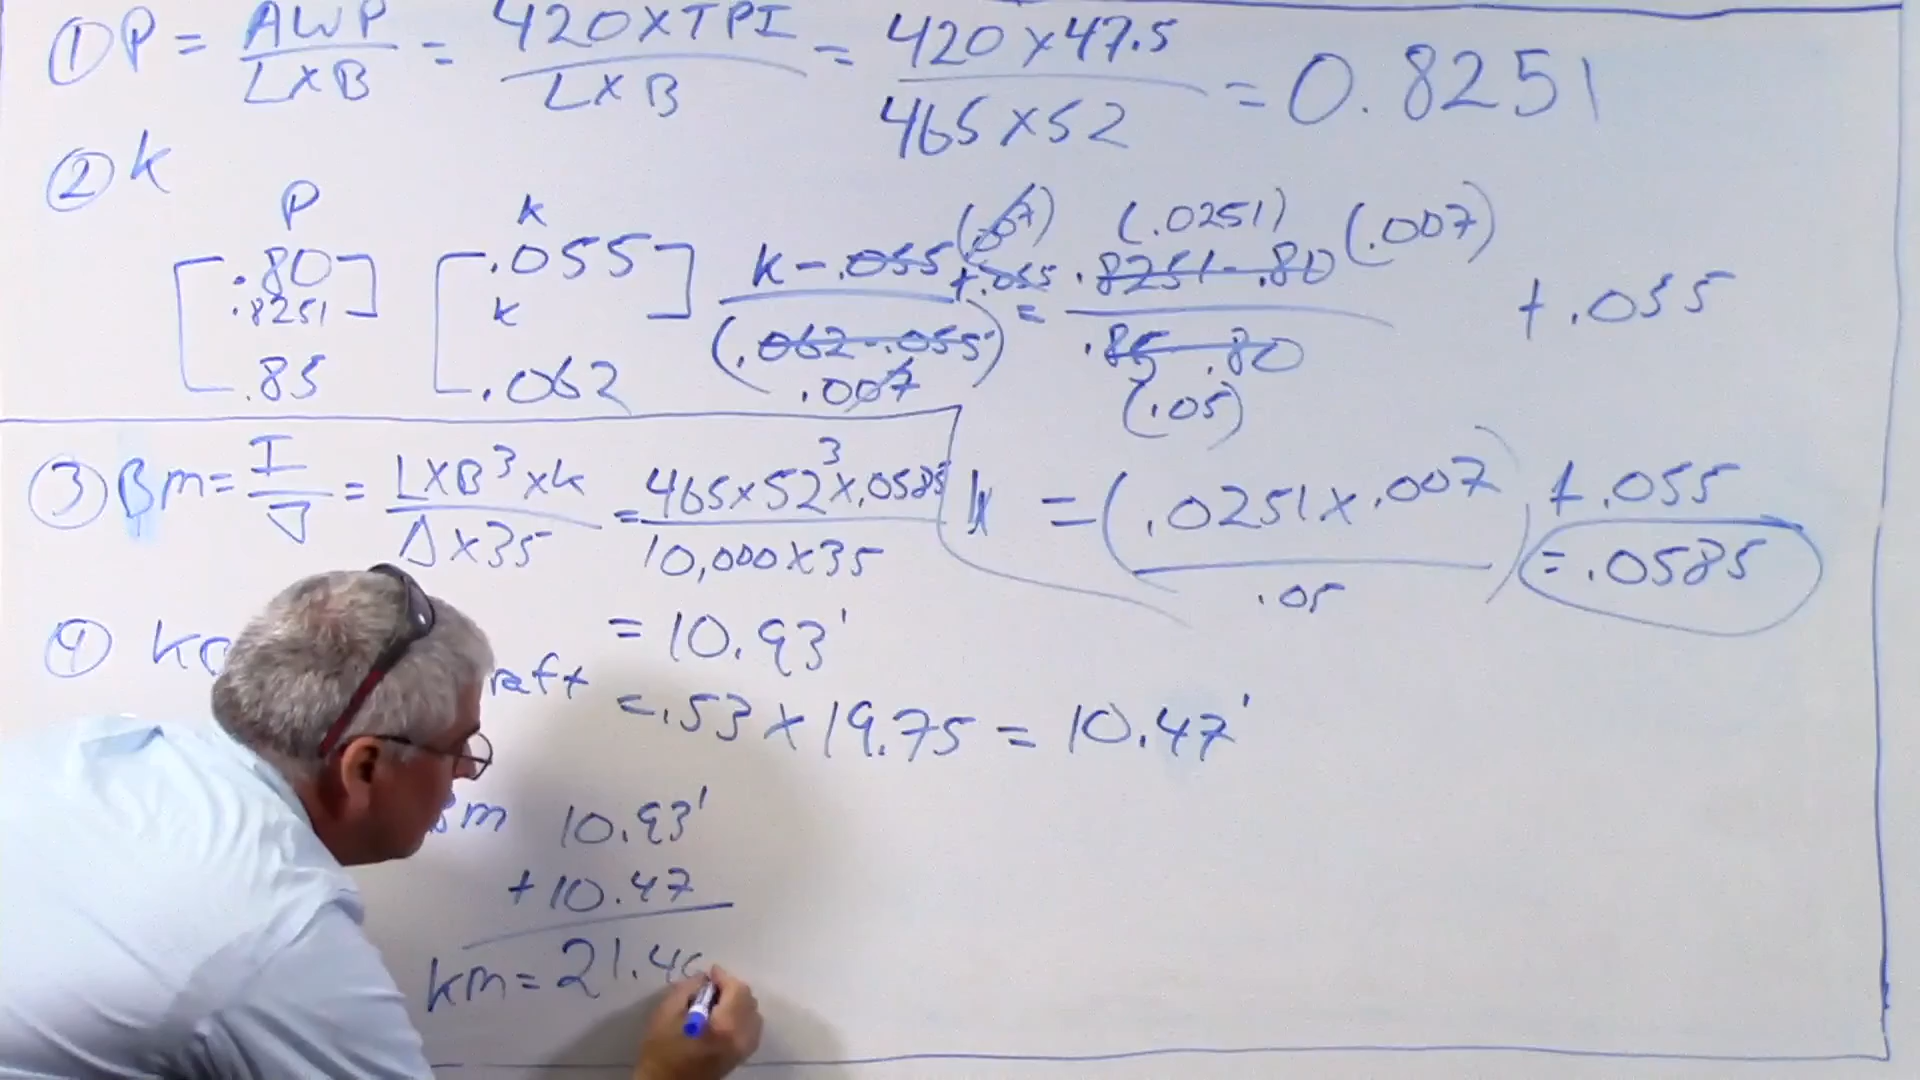 ① P = AWP / L×B = 420×TPI / L×B = 420×47.5 / 465×52 = 0.8251
② k
P k
[.80 .8251 .85 [.055 k .062
k-.055 (.007) +.055 / (.062-.055) .007 = (.0251) .8251-.80 (.007) / .85-.80 (.05) + .055
k = (.0251×.007 / .05) + .055 = .0585
③ Bm = I / ∇ = L×B³×k / Δ×35 = 465×52³×.0585 / 10,000×35
= 10.93'
④ = .53 × 19.75 = 10.47'
m 10.93'
+ 10.47
km = 21.40